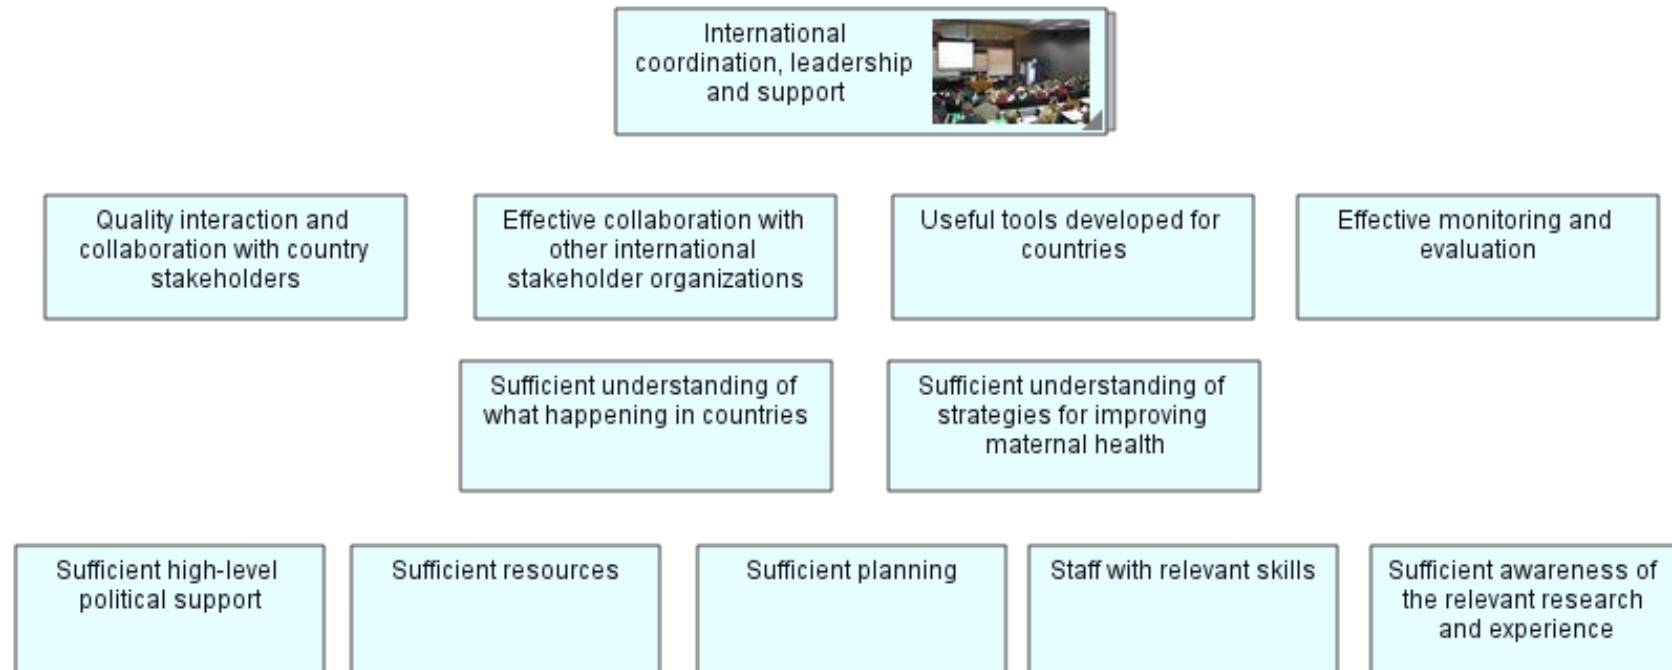 International
coordination, leadership
and support
Quality interaction and
collaboration with country
stakeholders
Effective collaboration with
other international
stakeholder organizations
Useful tools developed for
countries
Effective monitoring and
evaluation
Sufficient understanding of
what happening in countries
Sufficient understanding of
strategies for improving
maternal health
Sufficient high-level
political support
Sufficient resources
Sufficient planning
Staff with relevant skills
Sufficient awareness of
the relevant research
and experience